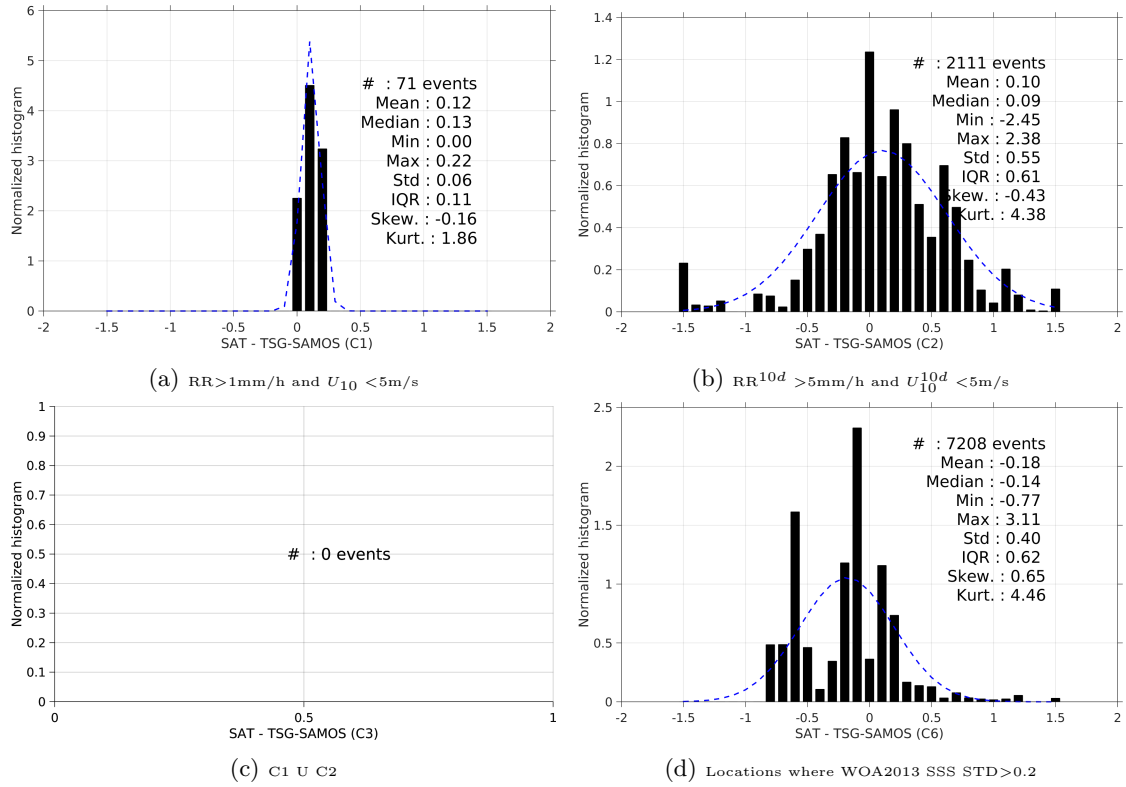 6
5
4
3
2
1
0
Normalized histogram
# : 71 events
Mean : 0.12
Median : 0.13
Min : 0.00
Max : 0.22
Std : 0.06
IQR : 0.11
Skew. : -0.16
Kurt. : 1.86
-2 -1.5 -1 -0.5 0 0.5 1 1.5 2
SAT - TSG-SAMOS (C1)
(a) RR>1mm/h and U10 <5m/s
1.4
1.2
1
0.8
0.6
0.4
0.2
0
Normalized histogram
# : 2111 events
Mean : 0.10
Median : 0.09
Min : -2.45
Max : 2.38
Std : 0.55
IQR : 0.61
Skew. : -0.43
Kurt. : 4.38
-2 -1.5 -1 -0.5 0 0.5 1 1.5 2
SAT - TSG-SAMOS (C2)
(b) RR^10d >5mm/h and U_10^10d <5m/s
1
0.9
0.8
0.7
0.6
0.5
0.4
0.3
0.2
0.1
0
Normalized histogram
# : 0 events
0 0.5 1
SAT - TSG-SAMOS (C3)
(c) C1 U C2
2.5
2
1.5
1
0.5
0
Normalized histogram
# : 7208 events
Mean : -0.18
Median : -0.14
Min : -0.77
Max : 3.11
Std : 0.40
IQR : 0.62
Skew. : 0.65
Kurt. : 4.46
-2 -1.5 -1 -0.5 0 0.5 1 1.5 2
SAT - TSG-SAMOS (C6)
(d) Locations where WOA2013 SSS STD>0.2